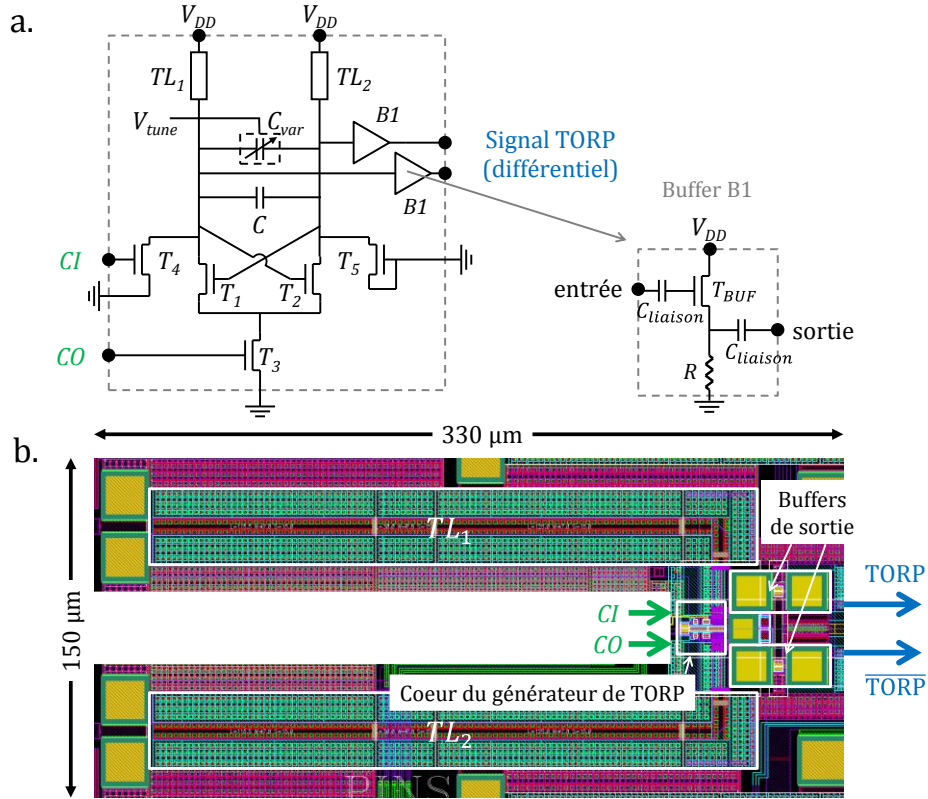 a.
V_DD V_DD
TL_1 TL_2
V_tune C_var B1
Signal TORP
(différentiel)
B1
C
Buffer B1
V_DD
CI T_4 T_1 T_2 T_5
entrée T_BUF
C_liaison sortie
C_liaison
CO T_3
R
330 µm
b.
150 µm
TL_1
Buffers
de sortie
TORP
CI
CO
TORP
Coeur du générateur de TORP
TL_2
PINS